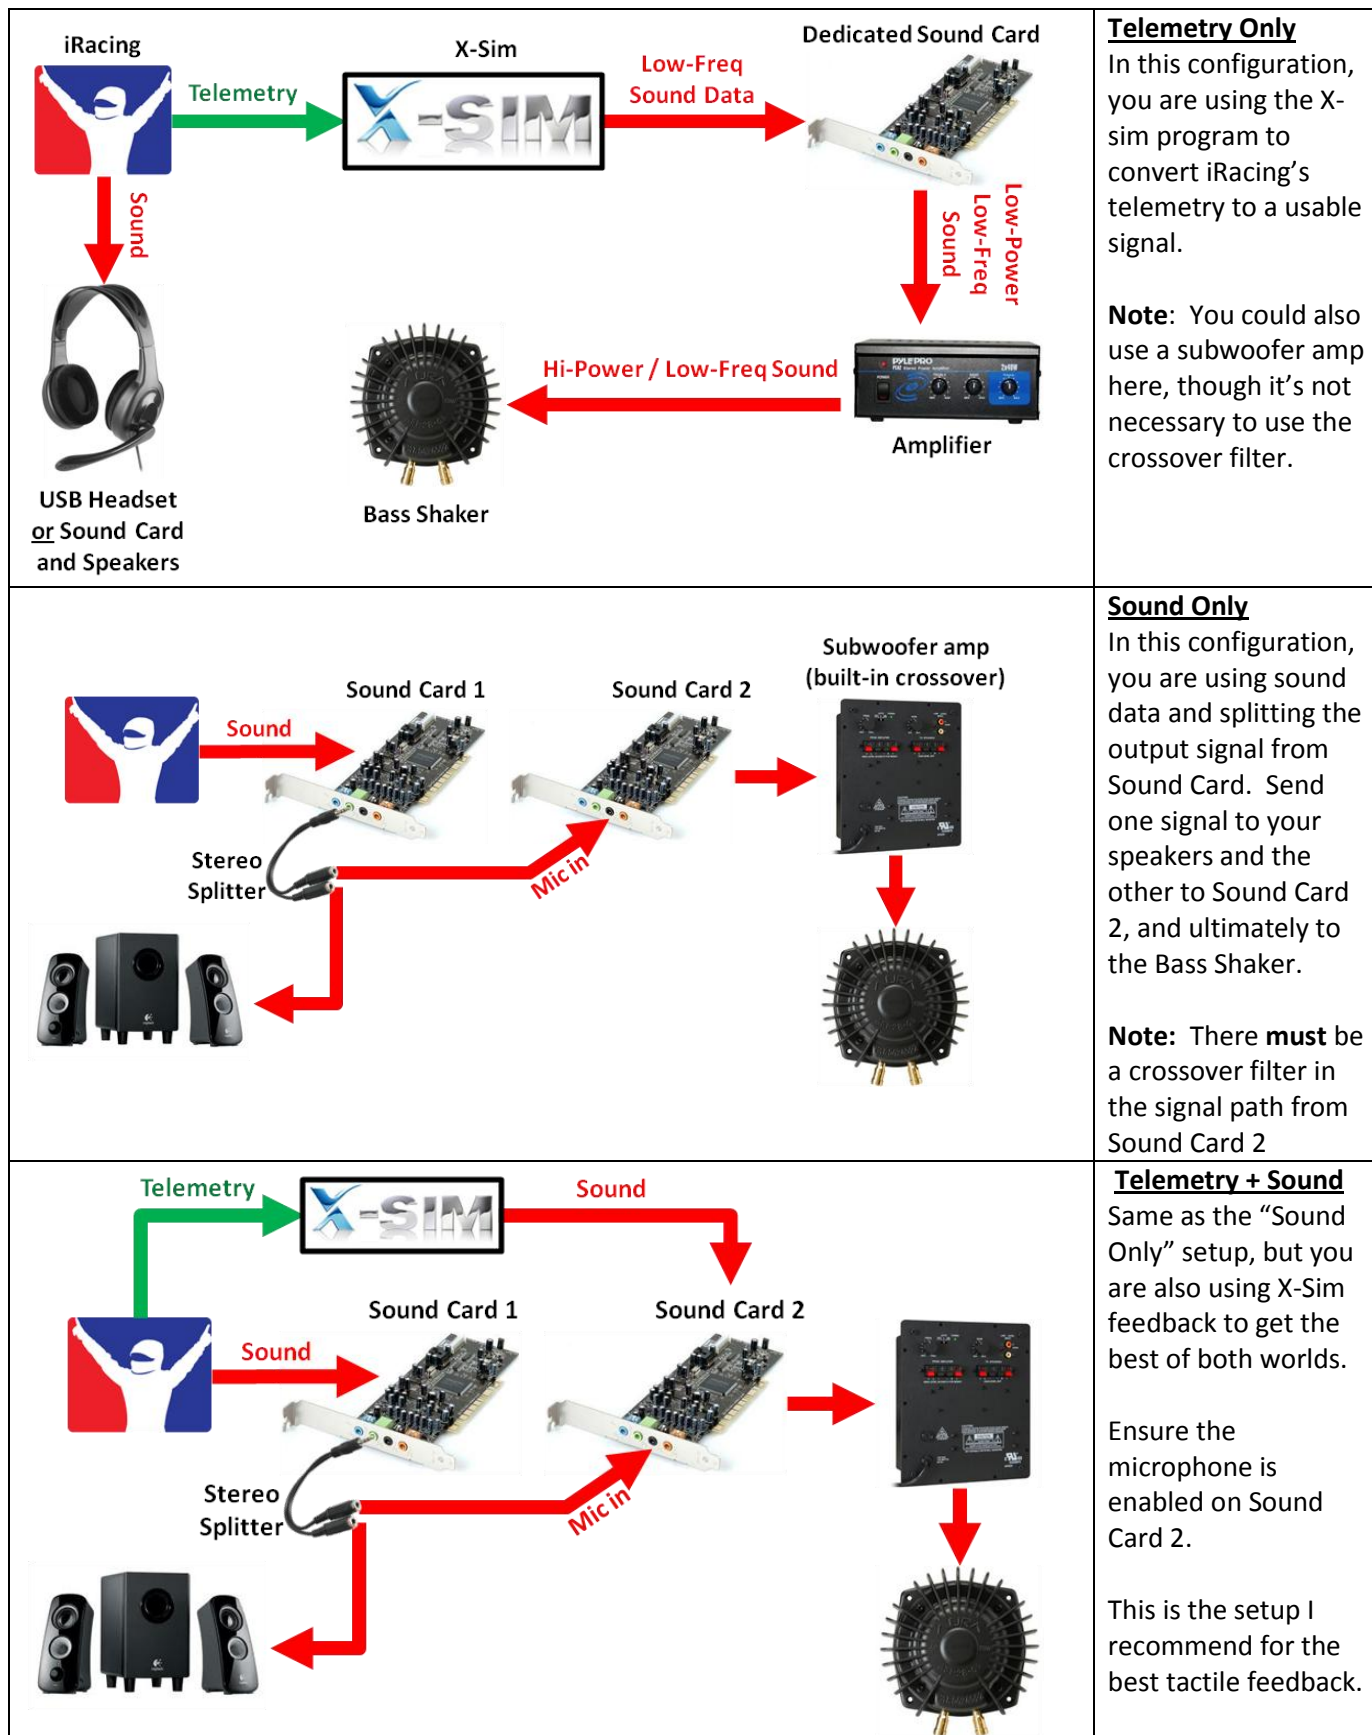 iRacing
X-Sim
Dedicated Sound Card
Telemetry
X-SIM
Low-Freq
Sound Data
Sound
Low-Power
Low-Freq
Sound
PYLEPRO
Hi-Power / Low-Freq Sound
Amplifier
Bass Shaker
USB Headset
or Sound Card
and Speakers
Telemetry Only
In this configuration,
you are using the X-
sim program to
convert iRacing’s
telemetry to a usable
signal.
Note:  You could also
use a subwoofer amp
here, though it’s not
necessary to use the
crossover filter.
Subwoofer amp
(built-in crossover)
Sound Card 1
Sound Card 2
Sound
Stereo
Splitter
Mic in
Sound Only
In this configuration,
you are using sound
data and splitting the
output signal from
Sound Card.  Send
one signal to your
speakers and the
other to Sound Card
2, and ultimately to
the Bass Shaker.
Note:  There must be
a crossover filter in
the signal path from
Sound Card 2
Telemetry
X-SIM
Sound
Sound Card 1
Sound Card 2
Sound
Stereo
Splitter
Mic in
Telemetry + Sound
Same as the “Sound
Only” setup, but you
are also using X-Sim
feedback to get the
best of both worlds.
Ensure the
microphone is
enabled on Sound
Card 2.
This is the setup I
recommend for the
best tactile feedback.